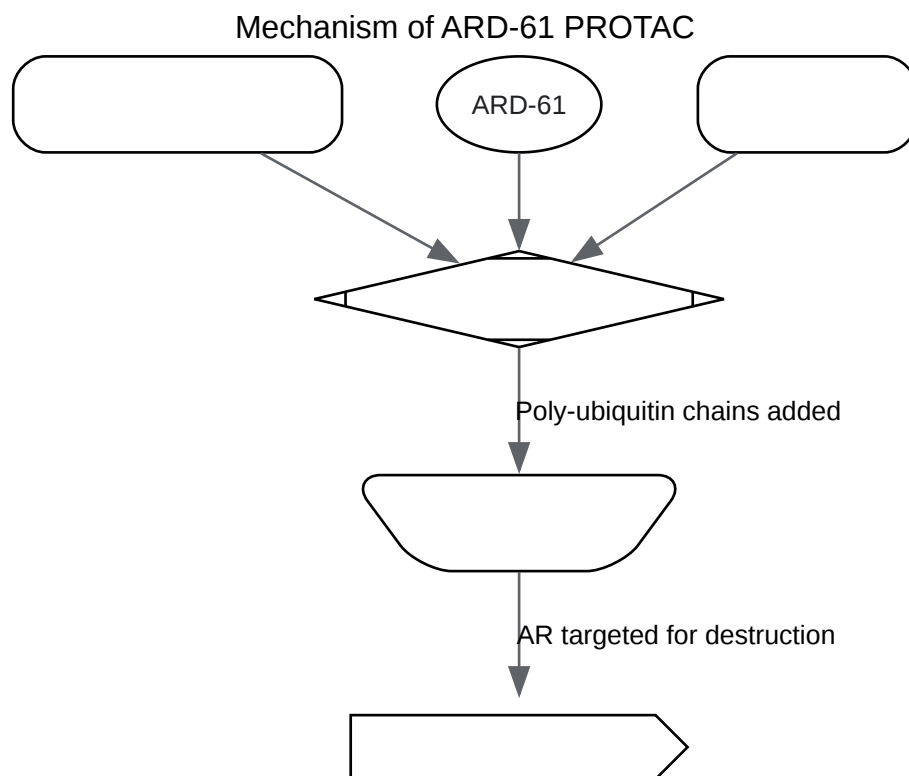 Mechanism of ARD-61 PROTAC
ARD-61
Poly-ubiquitin chains added
AR targeted for destruction